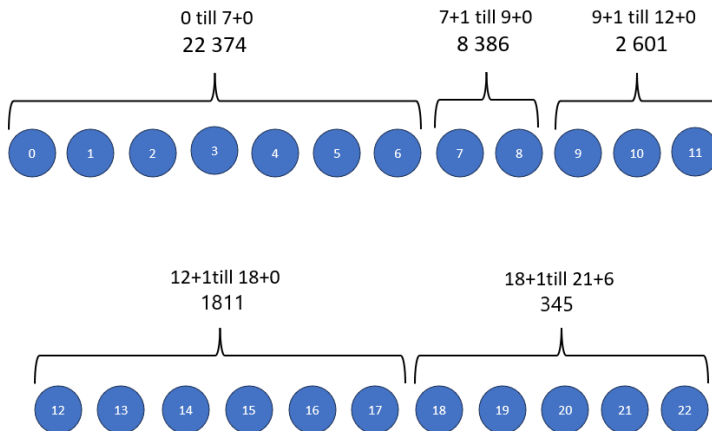 0 till 7+0
22 374
7+1 till 9+0
8 386
9+1 till 12+0
2 601
0 1 2 3 4 5 6 7 8 9 10 11
12+1till 18+0
1811
18+1till 21+6
345
12 13 14 15 16 17 18 19 20 21 22